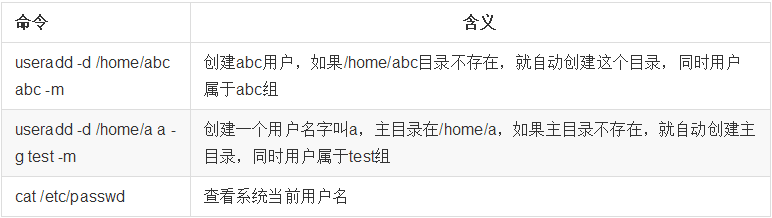 命令 含义
useradd -d /home/abc 创建abc用户，如果/home/abc目录不存在，就自动创建这个目录，同时用户
abc -m 属于abc组
useradd -d /home/a a - 创建一个用户名字叫a，主目录在/home/a，如果主目录不存在，就自动创建主
g test -m 目录，同时用户属于test组
cat /etc/passwd 查看系统当前用户名